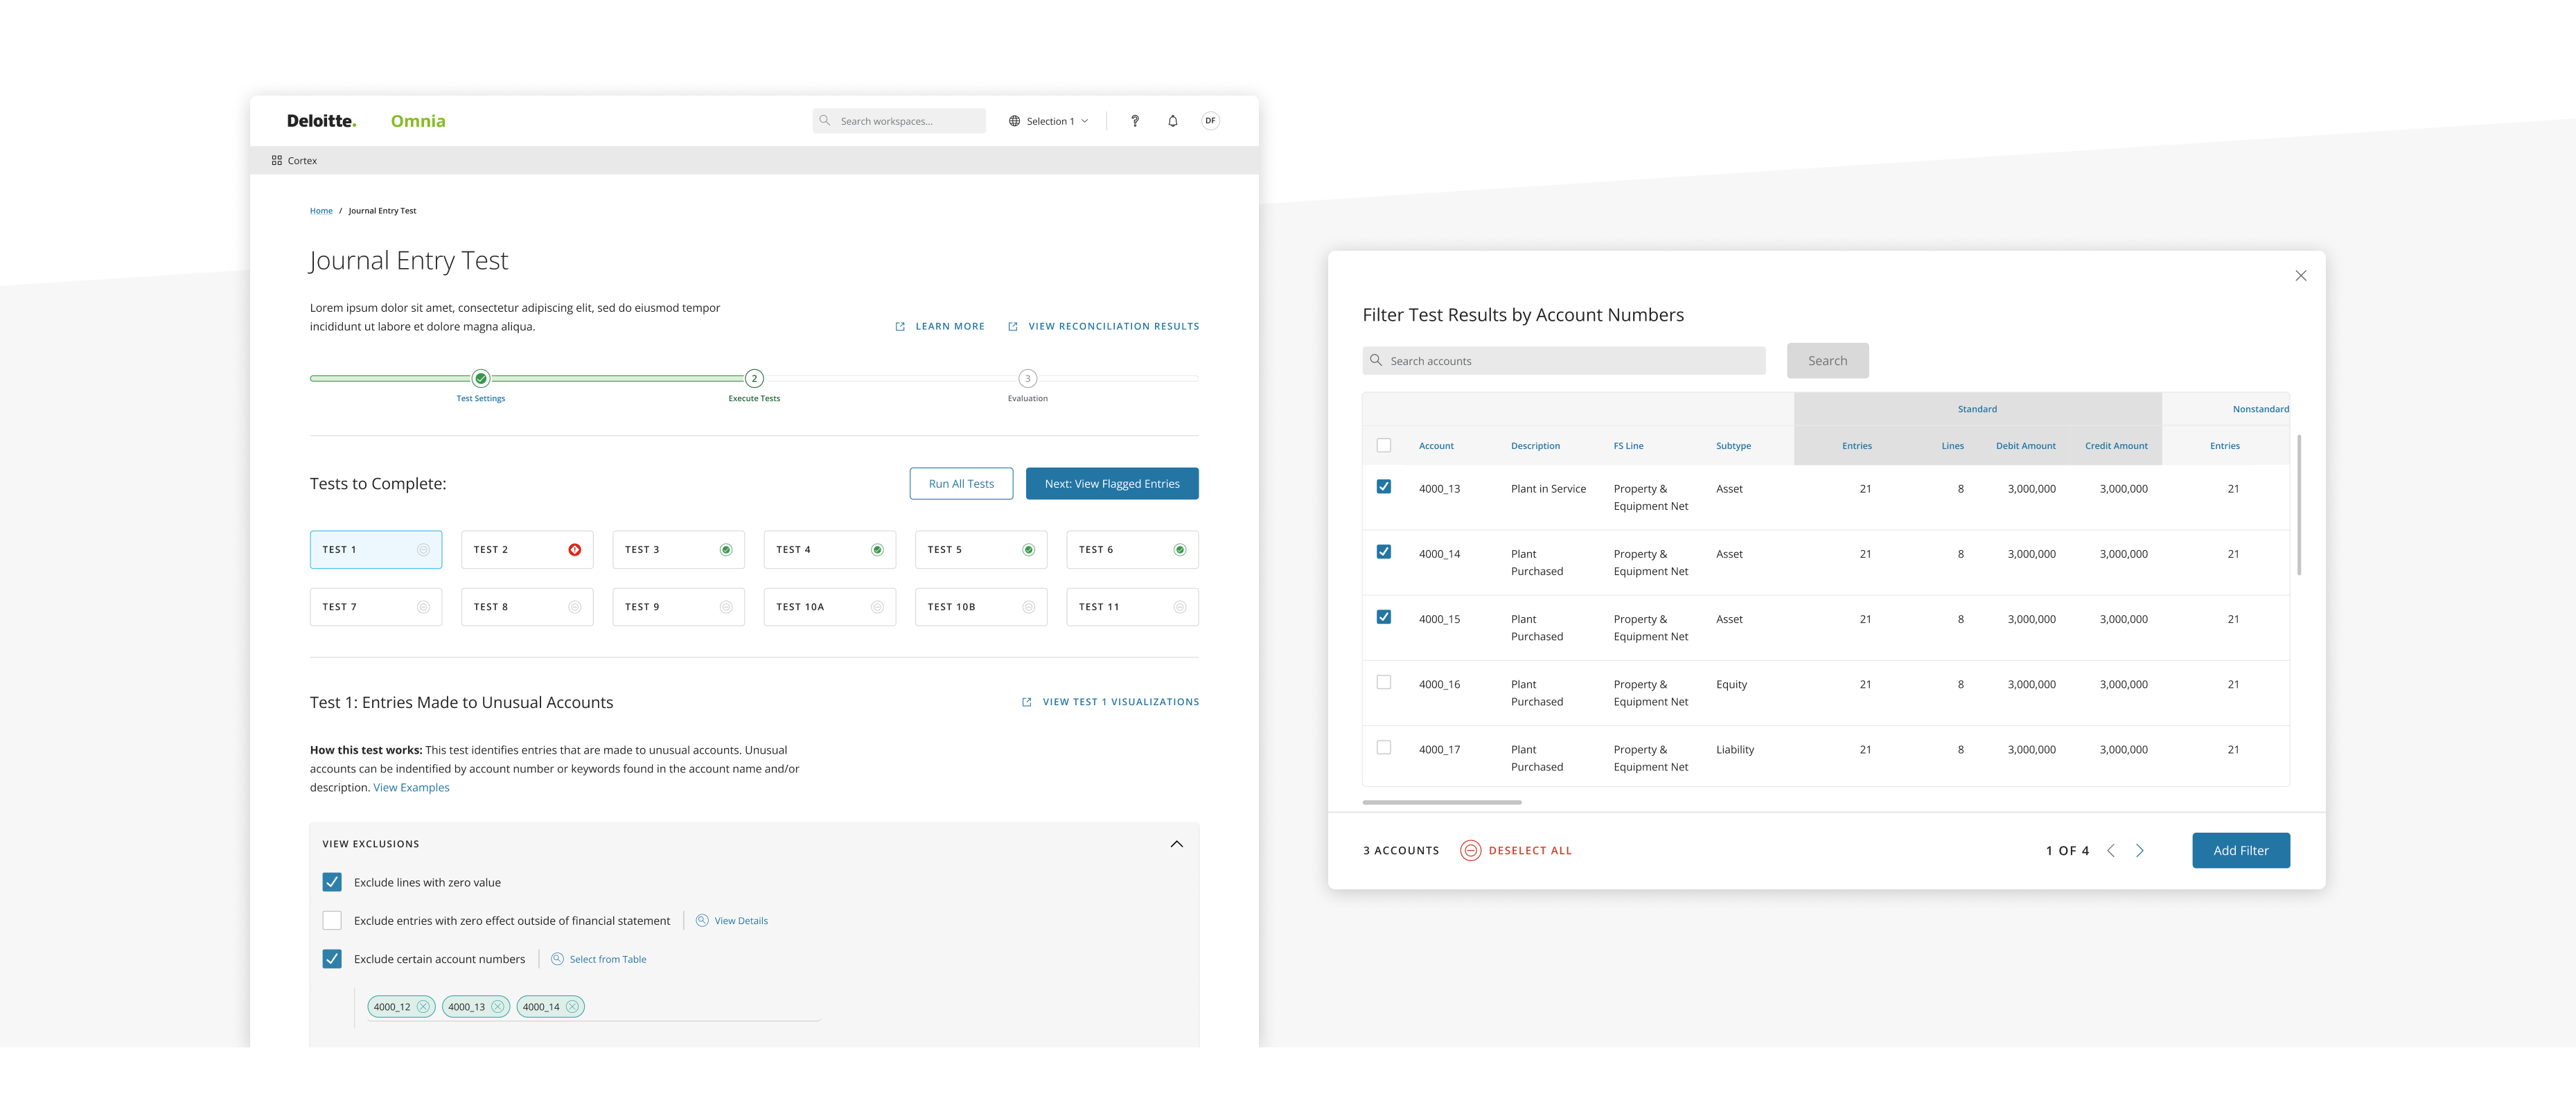 Deloitte. Omnia Search workspaces... Selection 1 ? DF
Cortex
Home / Journal Entry Test
Journal Entry Test
Lorem ipsum dolor sit amet, consectetur adipiscing elit, sed do eiusmod tempor
incididunt ut labore et dolore magna aliqua.
LEARN MORE VIEW RECONCILIATION RESULTS
2 3
Test Settings Execute Tests Evaluation
Tests to Complete: Run All Tests Next: View Flagged Entries
TEST 1 TEST 2 TEST 3 TEST 4 TEST 5 TEST 6
TEST 7 TEST 8 TEST 9 TEST 10A TEST 10B TEST 11
Test 1: Entries Made to Unusual Accounts VIEW TEST 1 VISUALIZATIONS
How this test works: This test identifies entries that are made to unusual accounts. Unusual
accounts can be indentified by account number or keywords found in the account name and/or
description. View Examples
VIEW EXCLUSIONS
Exclude lines with zero value
Exclude entries with zero effect outside of financial statement View Details
Exclude certain account numbers Select from Table
4000_12 4000_13 4000_14
Filter Test Results by Account Numbers
Search accounts Search
Standard Nonstandard
Account Description FS Line Subtype Entries Lines Debit Amount Credit Amount Entries
4000_13 Plant in Service Property & Asset 21 8 3,000,000 3,000,000 21
Equipment Net
4000_14 Plant Property & Asset 21 8 3,000,000 3,000,000 21
Purchased Equipment Net
4000_15 Plant Property & Asset 21 8 3,000,000 3,000,000 21
Purchased Equipment Net
4000_16 Plant Property & Equity 21 8 3,000,000 3,000,000 21
Purchased Equipment Net
4000_17 Plant Property & Liability 21 8 3,000,000 3,000,000 21
Purchased Equipment Net
3 ACCOUNTS DESELECT ALL 1 OF 4 Add Filter